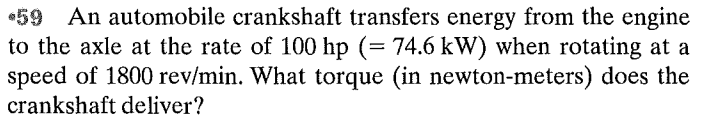 •59 An automobile crankshaft transfers energy from the engine
to the axle at the rate of 100 hp (= 74.6 kW) when rotating at a
speed of 1800 rev/min. What torque (in newton-meters) does the
crankshaft deliver?